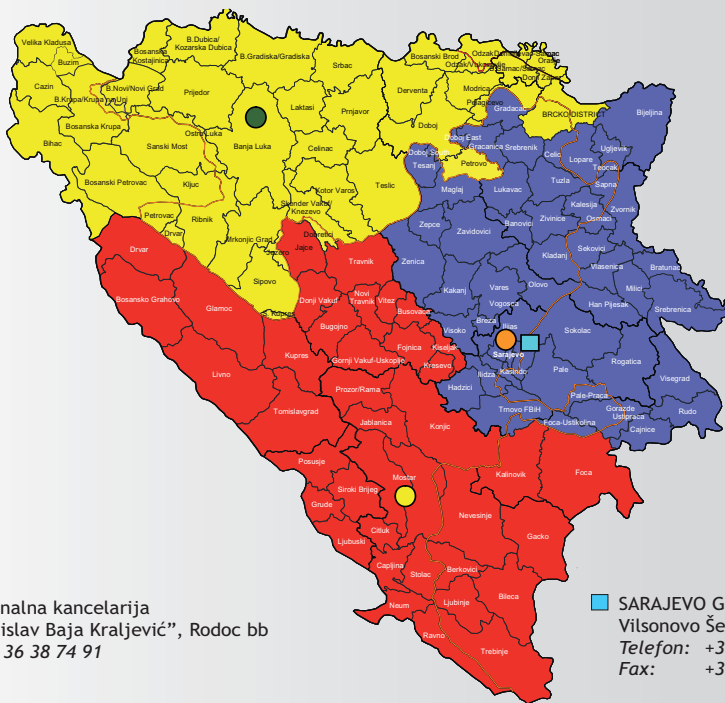 Velika Kladusa
Buzim
Cazin
B.Krupa/Krupa na Uni
Bosanska Krupa
Bihac
Bosanski Petrovac
Bosanska Kostajnica
B.Dubica/
Kozarska Dubica
B.Novi/Novi Grad
Prijedor
Ostra Luka
Sanski Most
Kljuc
Petrovac
Drvar
Ribnik
Mrkonjic Grad
Jezero
Sipovo
B.Gradiska/Gradiska
Srbac
Laktasi
Prnjavor
Banja Luka
Celinac
Kotor Varos
Skender Vakuf/
Knezevo
Dobretici
Teslic
Bosanski Brod
Derventa
Doboj
Modrica
Pelagicevo
Odzak
Odzak/Vukosavlje
Orasje
Petrovo
BRCKO DISTRICT
Gradacac
Doboj East
Doboj South
Gracanica
Tesanj
Maglaj
Srebrenik
Lukavac
Celic
Tuzla
Lopare
Ugljevik
Teocak
Bijeljina
Sapna
Kalesija
Zvornik
Osmaci
Zivinice
Banovici
Zepce
Zavidovici
Zenica
Kakanj
Vares
Olovo
Kladanj
Sekovici
Vlasenica
Milici
Bratunac
Srebrenica
Han Pijesak
Vogosca
Breza
Ilijas
Visoko
Sarajevo
Kasindo
Ilidza
Hadzici
Sokolac
Pale
Rogatica
Visegrad
Rudo
Pale-Praca
Gorazde
Ustipraca
Cajnice
Foca-Ustikolina
Trnovo FBiH
Drvar
Bosansko Grahovo
Glamoc
Livno
Kupres
Tomislavgrad
Jajce
Travnik
Donji Vakuf
Novi Travnik
Vitez
Busovaca
Bugojno
Fojnica
Kiseljak
Kresevo
Gornji Vakuf-Uskoplje
Prozor/Rama
Jablanica
Konjic
Posusje
Siroki Brijeg
Grude
Mostar
Citluk
Ljubuski
Capljina
Stolac
Neum
Ravno
Kalinovik
Foca
Nevesinje
Gacko
Berkovici
Bileca
Ljubinje
Trebinje
nalna kancelarija
islav Baja Kraljević”, Rodoc bb
36 38 74 91
SARAJEVO G
Vilsonovo Še
Telefon: +3
Fax: +3